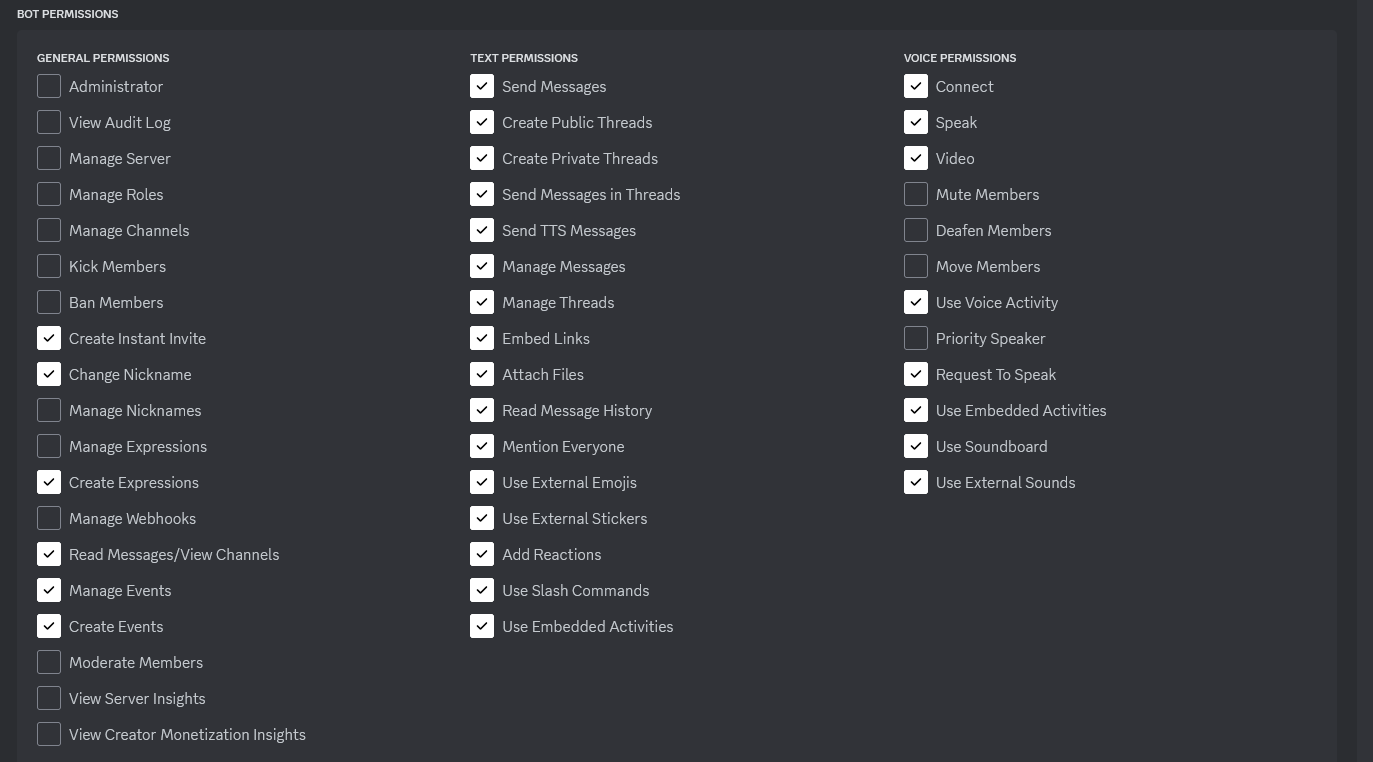 BOT PERMISSIONS
GENERAL PERMISSIONS
Administrator
View Audit Log
Manage Server
Manage Roles
Manage Channels
Kick Members
Ban Members
Create Instant Invite
Change Nickname
Manage Nicknames
Manage Expressions
Create Expressions
Manage Webhooks
Read Messages/View Channels
Manage Events
Create Events
Moderate Members
View Server Insights
View Creator Monetization Insights
TEXT PERMISSIONS
Send Messages
Create Public Threads
Create Private Threads
Send Messages in Threads
Send TTS Messages
Manage Messages
Manage Threads
Embed Links
Attach Files
Read Message History
Mention Everyone
Use External Emojis
Use External Stickers
Add Reactions
Use Slash Commands
Use Embedded Activities
VOICE PERMISSIONS
Connect
Speak
Video
Mute Members
Deafen Members
Move Members
Use Voice Activity
Priority Speaker
Request To Speak
Use Embedded Activities
Use Soundboard
Use External Sounds